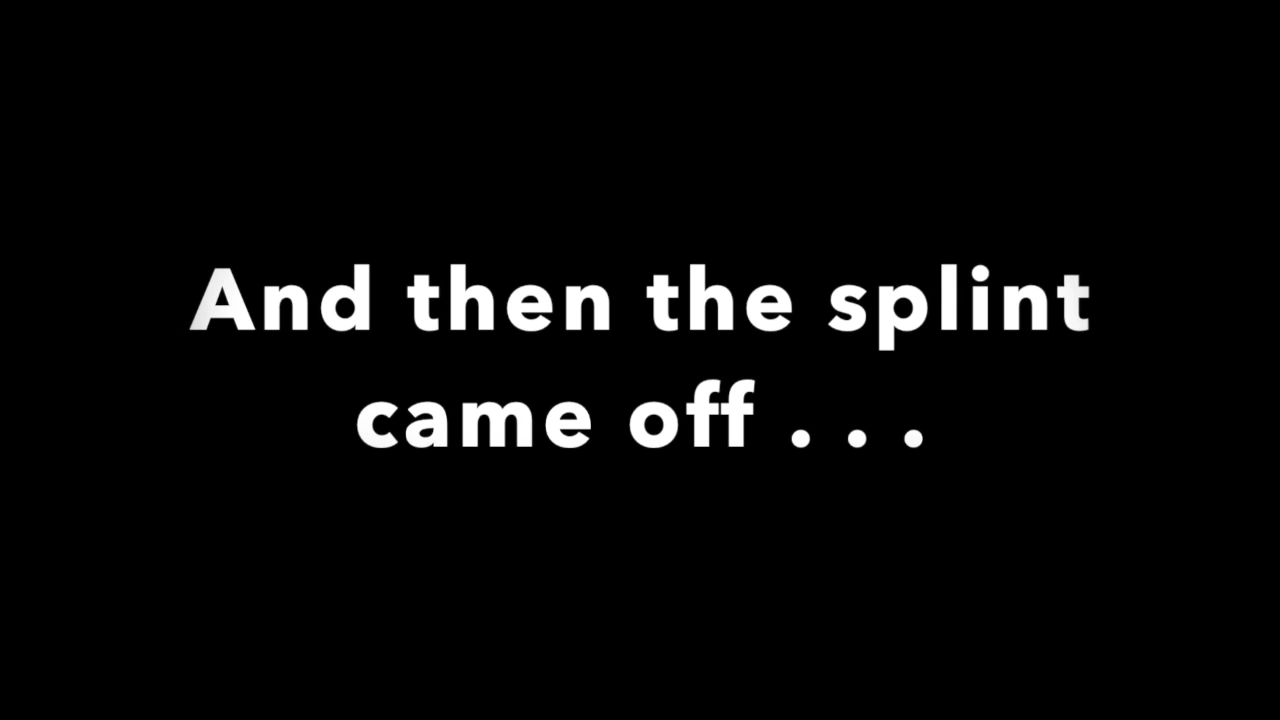 And then the splint
came off . . .